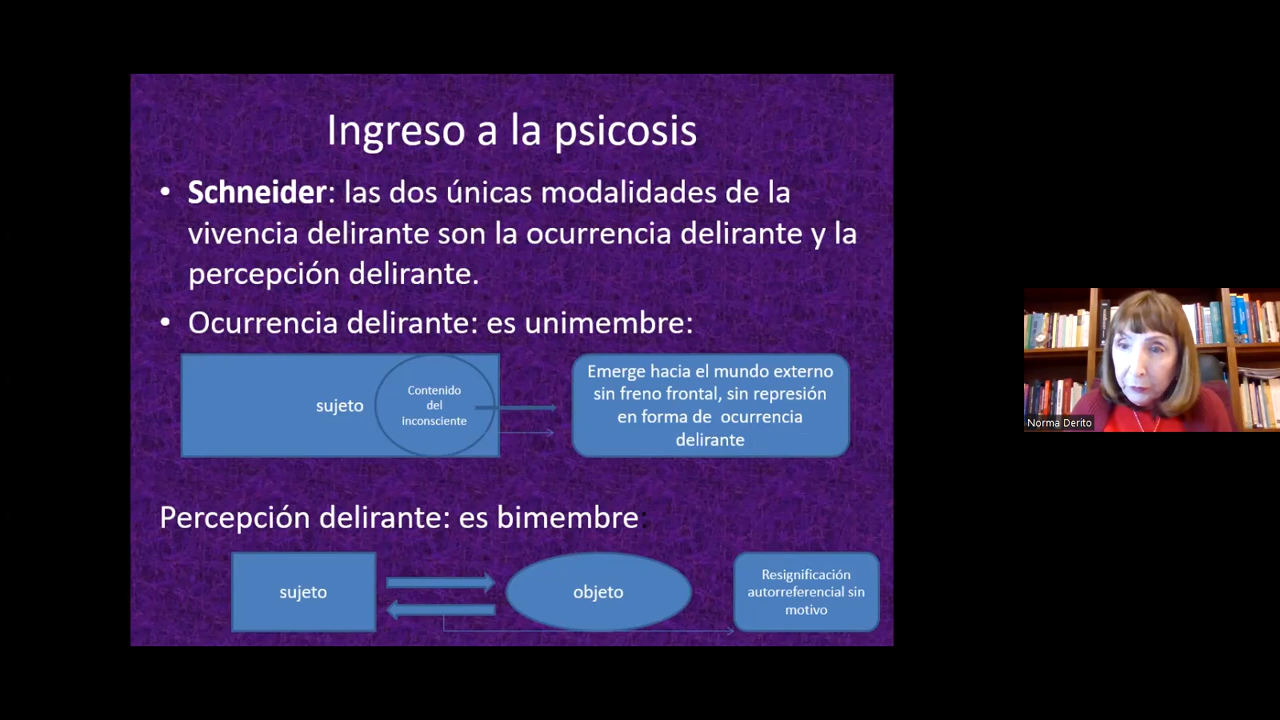 Ingreso a la psicosis
• Schneider: las dos únicas modalidades de la
vivencia delirante son la ocurrencia delirante y la
percepción delirante.
• Ocurrencia delirante: es unimembre:
sujeto
Contenido
del
inconsciente
Emerge hacia el mundo externo
sin freno frontal, sin represión
en forma de ocurrencia
delirante
Percepción delirante: es bimembre:
sujeto
objeto
Resignificación
autorreferencial sin
motivo
Norma Derito